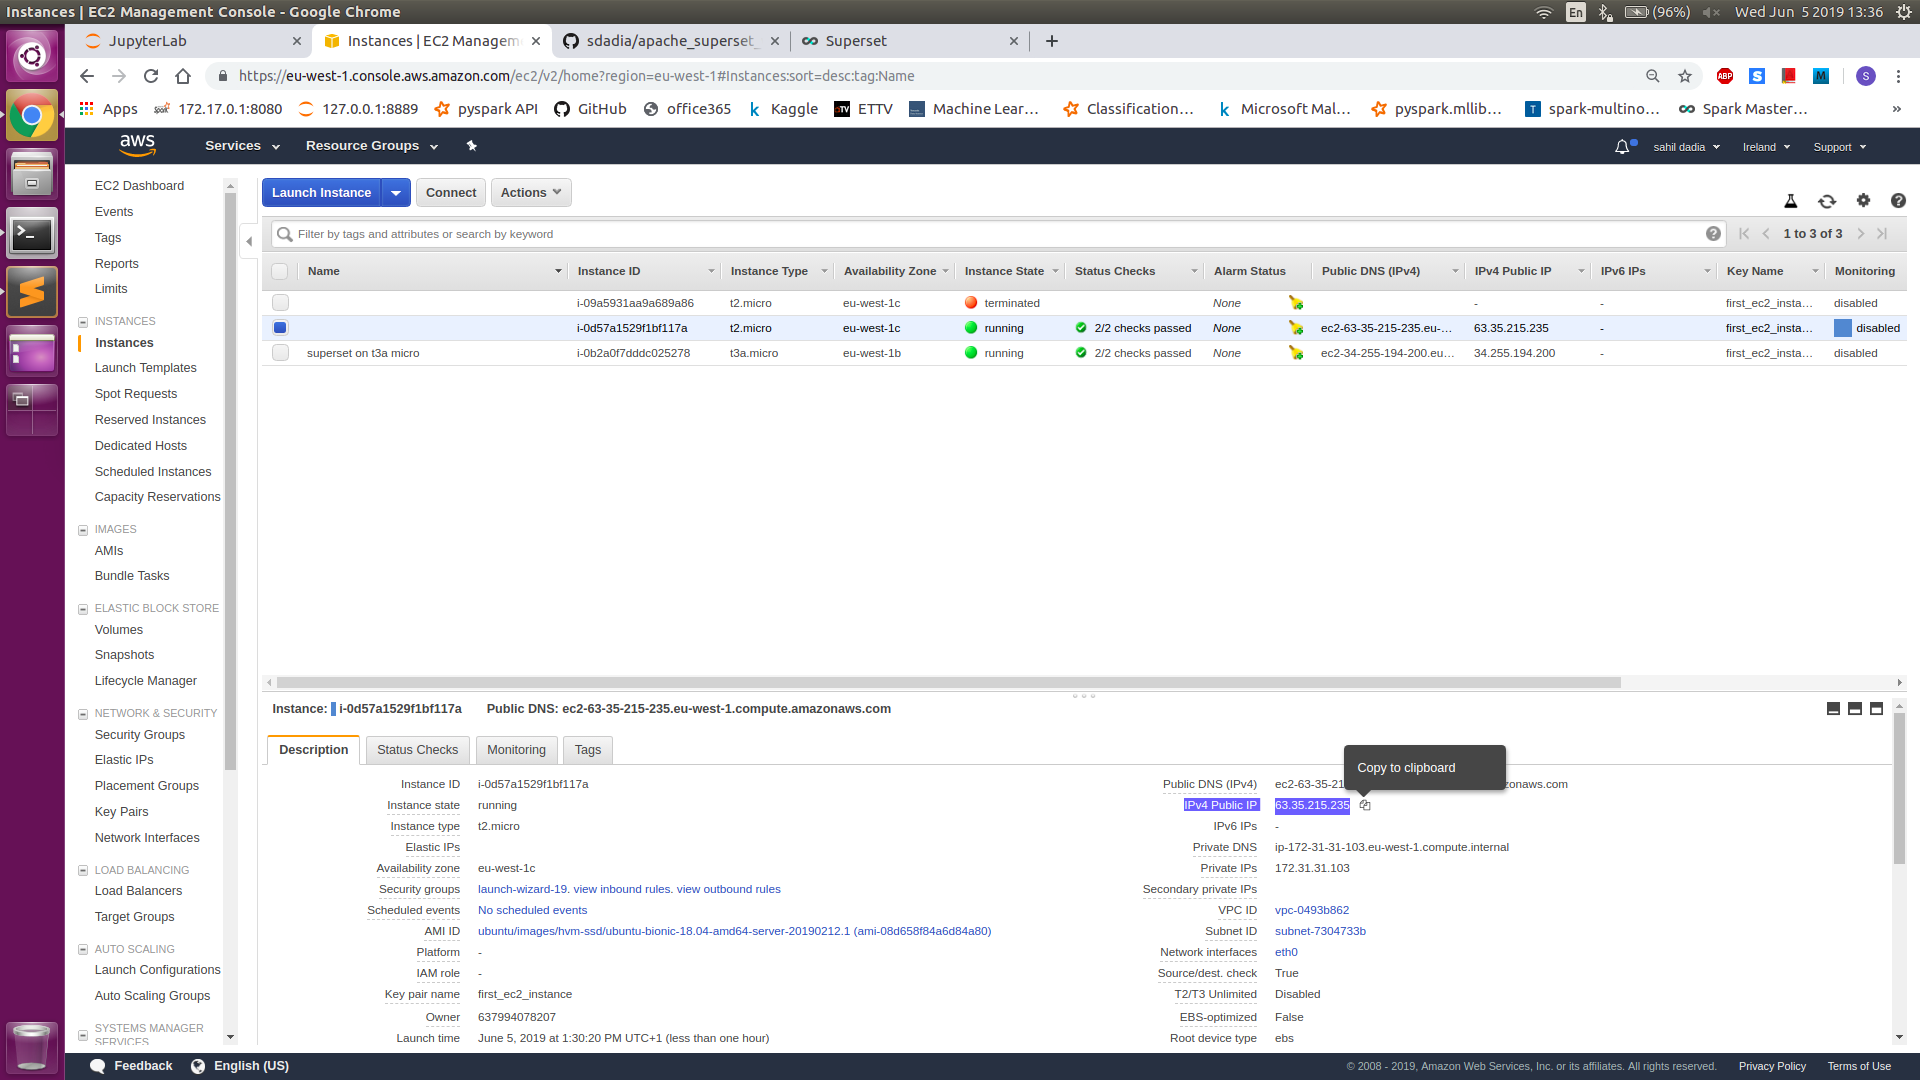 Instances | EC2 Management Console - Google Chrome
En
(96%)
Wed Jun 5 2019 13:36
JupyterLab
Instances | EC2 Managem
sdadia/apache_superset_
Superset
https://eu-west-1.console.aws.amazon.com/ec2/v2/home?region=eu-west-1#Instances:sort=desc:tag:Name
ABP
S
M
S
Apps
172.17.0.1:8080
127.0.0.1:8889
pyspark API
GitHub
office365
Kaggle
ETTV
Machine Lear...
Classification...
Microsoft Mal...
pyspark.mllib...
spark-multino...
Spark Master...
»
aws
Services
Resource Groups
sahil dadia
Ireland
Support
EC2 Dashboard
Events
Tags
Reports
Limits
INSTANCES
Instances
Launch Templates
Spot Requests
Reserved Instances
Dedicated Hosts
Scheduled Instances
Capacity Reservations
IMAGES
AMIs
Bundle Tasks
ELASTIC BLOCK STORE
Volumes
Snapshots
Lifecycle Manager
NETWORK & SECURITY
Security Groups
Elastic IPs
Placement Groups
Key Pairs
Network Interfaces
LOAD BALANCING
Load Balancers
Target Groups
AUTO SCALING
Launch Configurations
Auto Scaling Groups
SYSTEMS MANAGER
SERVICES
Launch Instance
Connect
Actions
Filter by tags and attributes or search by keyword
1 to 3 of 3
Name Instance ID Instance Type Availability Zone Instance State Status Checks Alarm Status Public DNS (IPv4) IPv4 Public IP IPv6 IPs Key Name Monitoring
i-09a5931aa9a689a86 t2.micro eu-west-1c terminated None - - first_ec2_insta... disabled
i-0d57a1529f1bf117a t2.micro eu-west-1c running 2/2 checks passed None ec2-63-35-215-235.eu-... 63.35.215.235 - first_ec2_insta... disabled
superset on t3a micro i-0b2a0f7dddc025278 t3a.micro eu-west-1b running 2/2 checks passed None ec2-34-255-194-200.eu... 34.255.194.200 - first_ec2_insta... disabled
Instance: i-0d57a1529f1bf117a Public DNS: ec2-63-35-215-235.eu-west-1.compute.amazonaws.com
Description
Status Checks
Monitoring
Tags
Copy to clipboard
Instance ID i-0d57a1529f1bf117a
Instance state running
Instance type t2.micro
Elastic IPs
Availability zone eu-west-1c
Security groups launch-wizard-19. view inbound rules. view outbound rules
Scheduled events No scheduled events
AMI ID ubuntu/images/hvm-ssd/ubuntu-bionic-18.04-amd64-server-20190212.1 (ami-08d658f84a6d84a80)
Platform -
IAM role -
Key pair name first_ec2_instance
Owner 637994078207
Launch time June 5, 2019 at 1:30:20 PM UTC+1 (less than one hour)
Public DNS (IPv4) ec2-63-35-21 zonaws.com
IPv4 Public IP 63.35.215.235
IPv6 IPs -
Private DNS ip-172-31-31-103.eu-west-1.compute.internal
Private IPs 172.31.31.103
Secondary private IPs
VPC ID vpc-0493b862
Subnet ID subnet-7304733b
Network interfaces eth0
Source/dest. check True
T2/T3 Unlimited Disabled
EBS-optimized False
Root device type ebs
Feedback
English (US)
© 2008 - 2019, Amazon Web Services, Inc. or its affiliates. All rights reserved.
Privacy Policy
Terms of Use